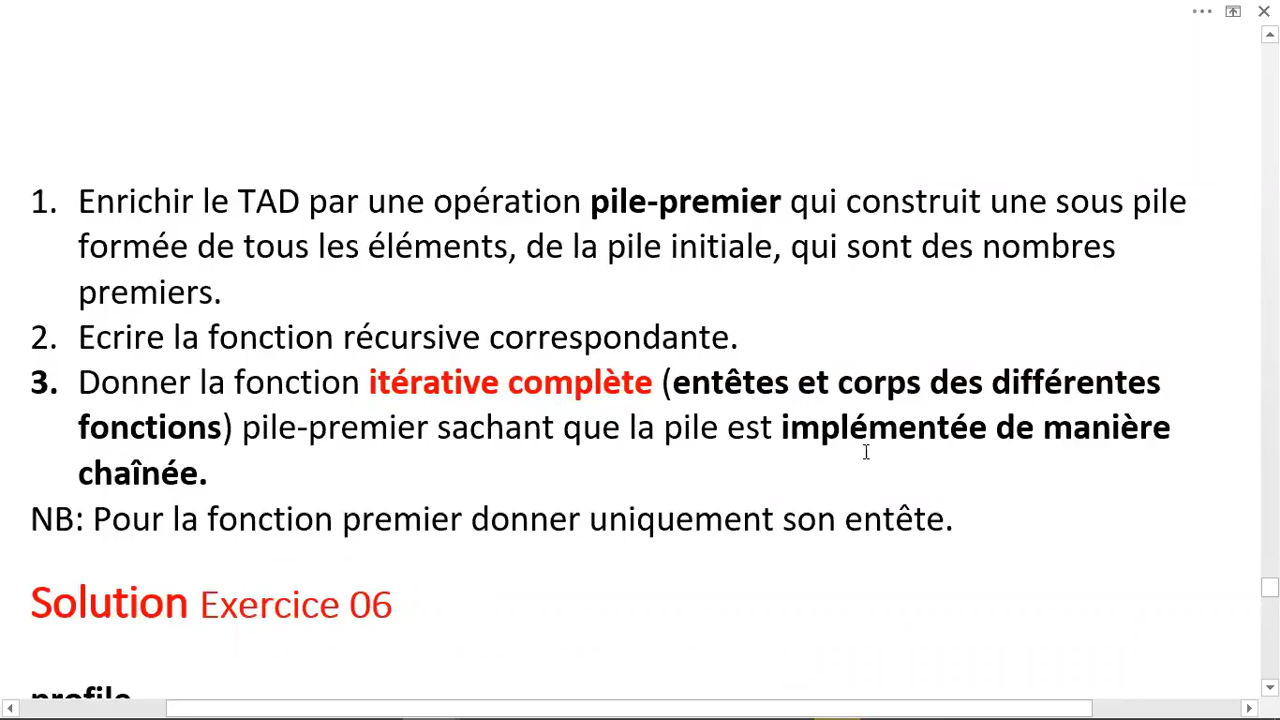 1. Enrichir le TAD par une opération pile-premier qui construit une sous pile
formée de tous les éléments, de la pile initiale, qui sont des nombres
premiers.
2. Ecrire la fonction récursive correspondante.
3. Donner la fonction itérative complète (entêtes et corps des différentes
fonctions) pile-premier sachant que la pile est implémentée de manière
chaînée.
NB: Pour la fonction premier donner uniquement son entête.
Solution Exercice 06
profile